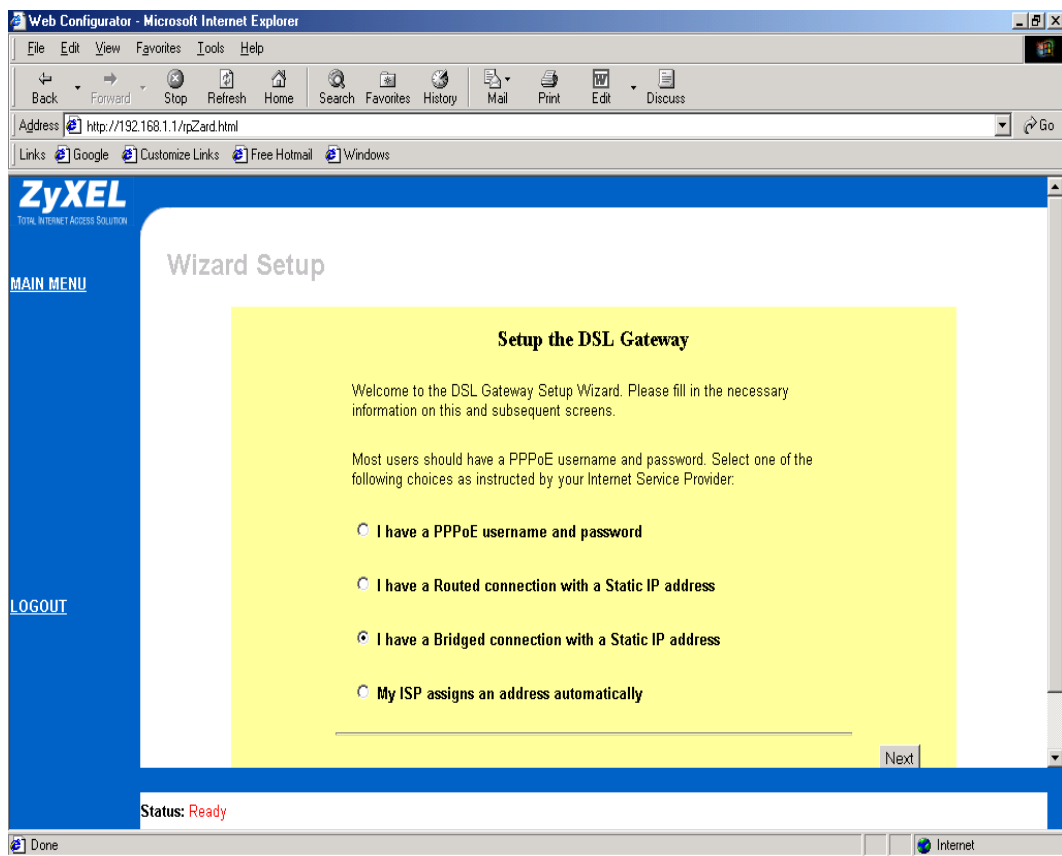 Web Configurator - Microsoft Internet Explorer
File Edit View Favorites Tools Help
Back Forward Stop Refresh Home Search Favorites History Mail Print Edit Discuss
Address http://192.168.1.1/rpZard.html Go
Links Google Customize Links Free Hotmail Windows
ZyXEL
TOTAL INTERNET ACCESS SOLUTION
Wizard Setup
MAIN MENU
Setup the DSL Gateway
Welcome to the DSL Gateway Setup Wizard. Please fill in the necessary
information on this and subsequent screens.
Most users should have a PPPoE username and password. Select one of the
following choices as instructed by your Internet Service Provider:
I have a PPPoE username and password
I have a Routed connection with a Static IP address
LOGOUT
I have a Bridged connection with a Static IP address
My ISP assigns an address automatically
Next
Status: Ready
Done Internet